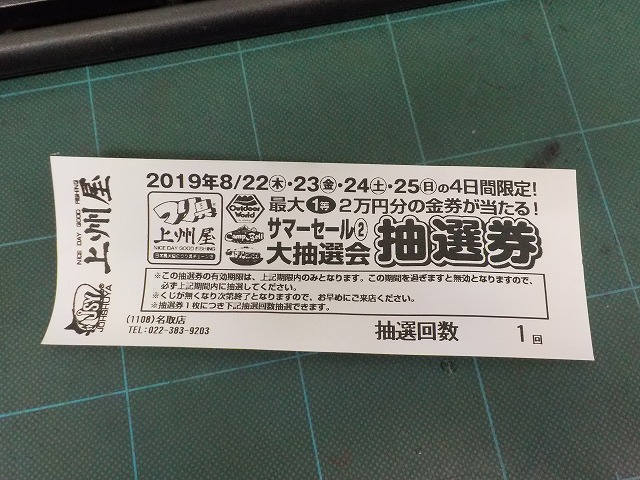 NICE DAY GOOD FISHING
上州屋
JSY
JOHSHUYA
2019年8/22㊍・23㊎・24㊏・25㊐の4日間限定!
最大1等2万円分の金券が当たる!
つり具
上州屋
NICE DAY GOOD FISHING
Outdoor World
サマーセール②
大抽選会
抽選券
※この抽選券の有効期限は、上記期限内のみとなります。この期間を過ぎますと無効となりますので、
必ず上記期間内に抽選してください。
※くじが無くなり次第終了となりますので、お早めにご来店ください。
※抽選券1枚につき下記抽選回数抽選できます。
(1108)名取店
TEL:022-383-9203
抽選回数 1回